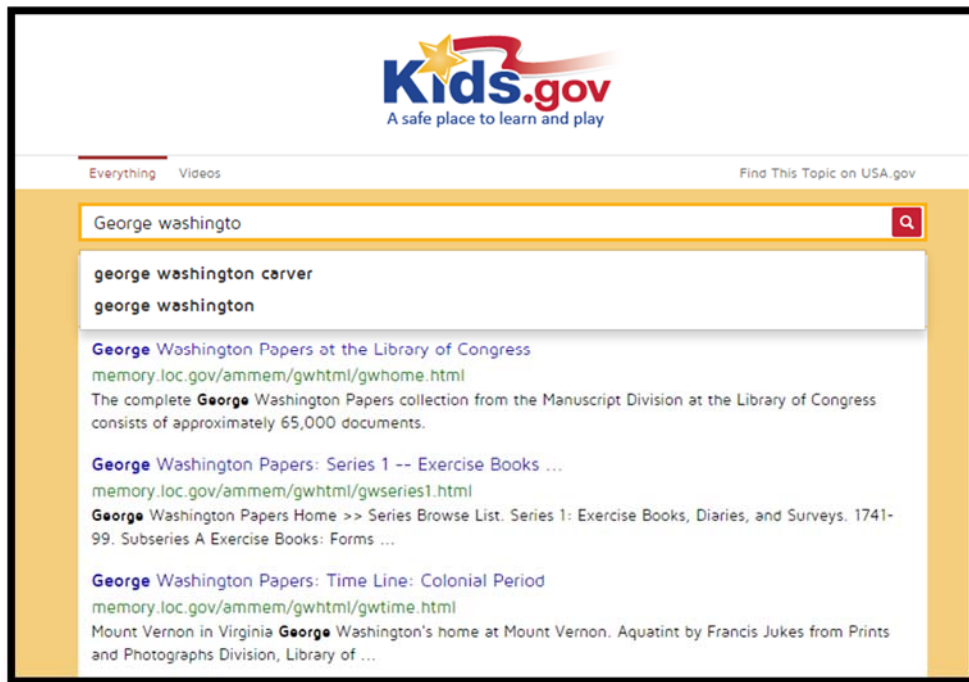 Kids.gov
A safe place to learn and play
Everything Videos Find This Topic on USA.gov
George washingto
george washington carver
george washington
George Washington Papers at the Library of Congress
memory.loc.gov/ammem/gwhtml/gwhome.html
The complete George Washington Papers collection from the Manuscript Division at the Library of Congress
consists of approximately 65,000 documents.
George Washington Papers: Series 1 -- Exercise Books ...
memory.loc.gov/ammem/gwhtml/gwseries1.html
George Washington Papers Home >> Series Browse List. Series 1: Exercise Books, Diaries, and Surveys. 1741-
99. Subseries A Exercise Books: Forms ...
George Washington Papers: Time Line: Colonial Period
memory.loc.gov/ammem/gwhtml/gwtime.html
Mount Vernon in Virginia George Washington's home at Mount Vernon. Aquatint by Francis Jukes from Prints
and Photographs Division, Library of ...